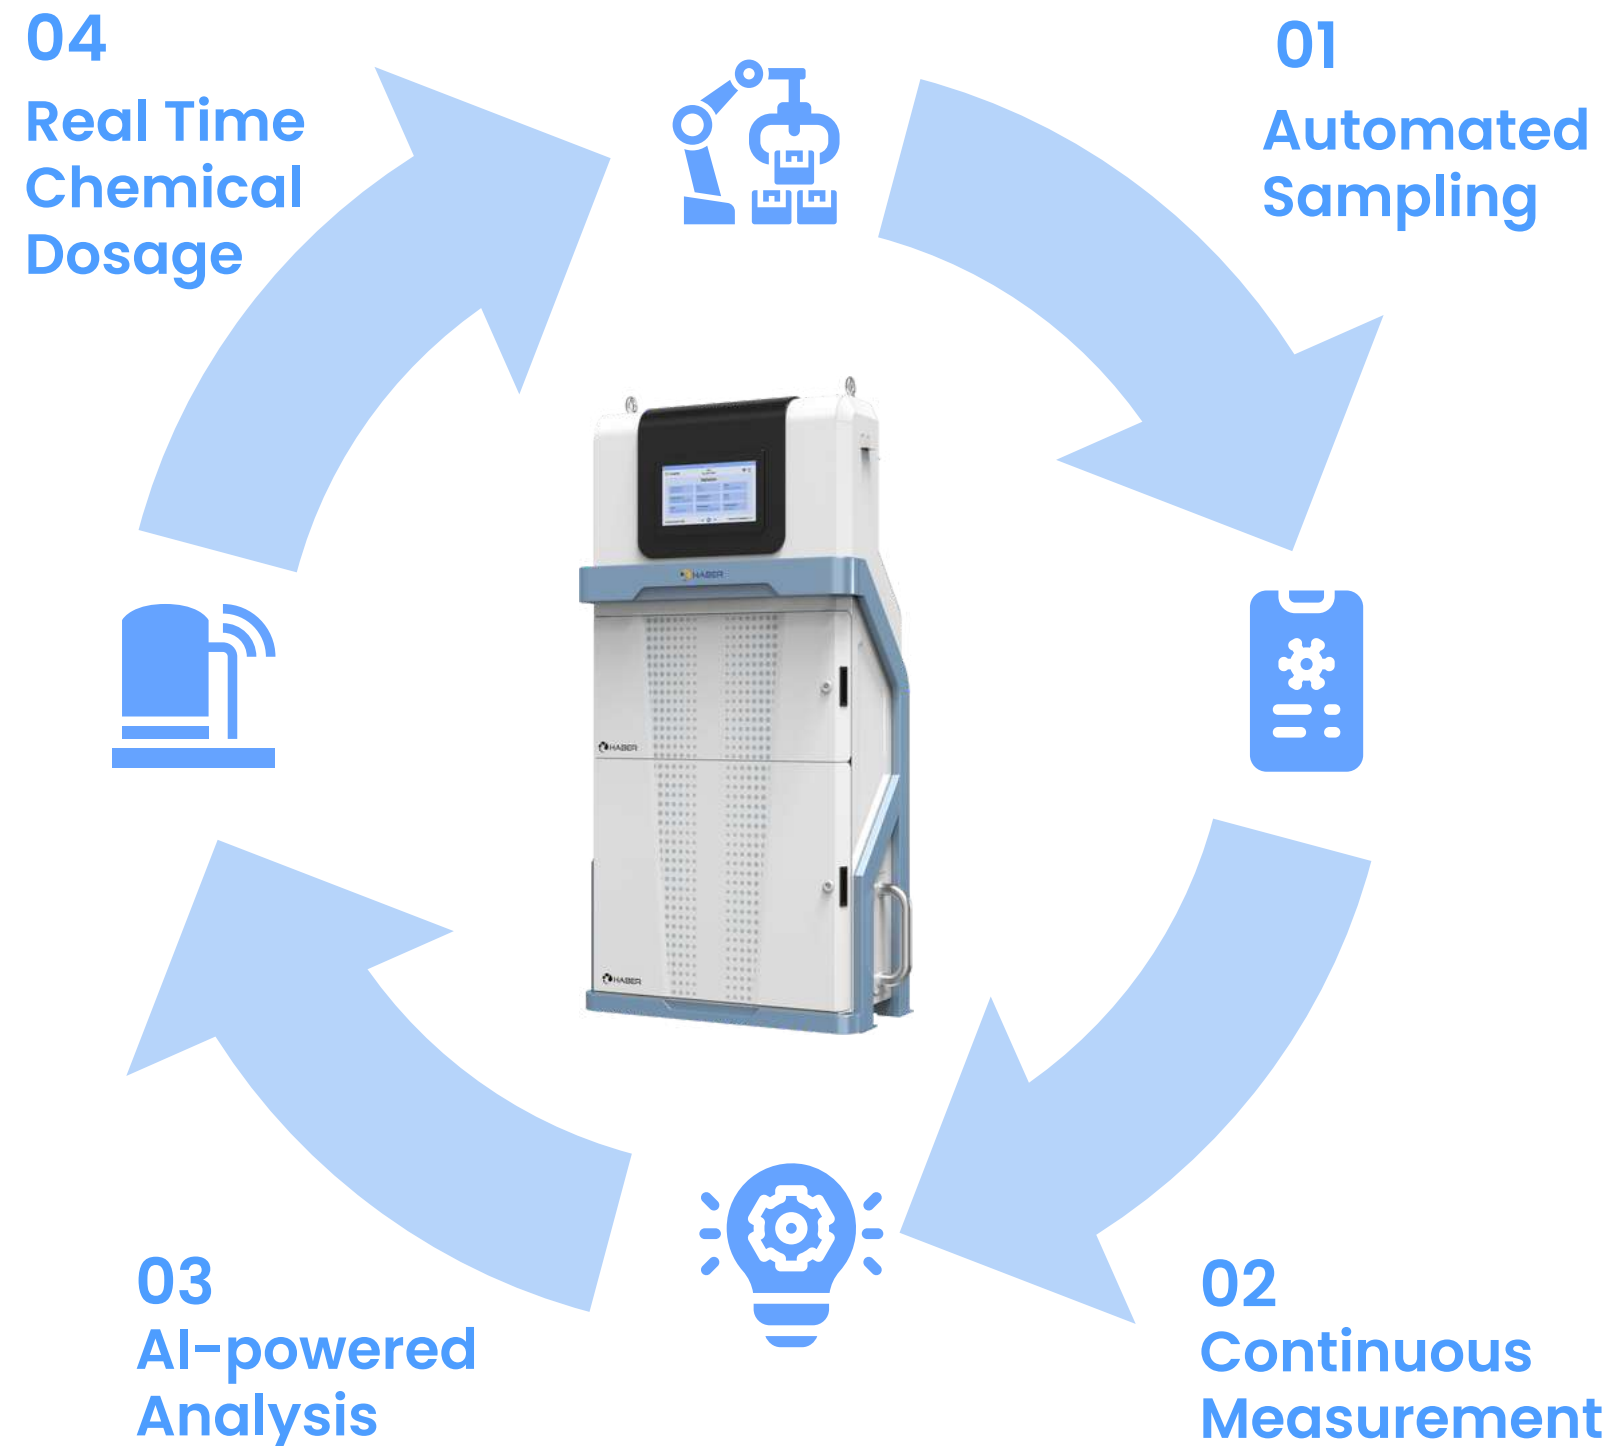 04
Real Time
Chemical
Dosage
01
Automated
Sampling
HABER
HABER
HABER
03
AI-powered
Analysis
02
Continuous
Measurement